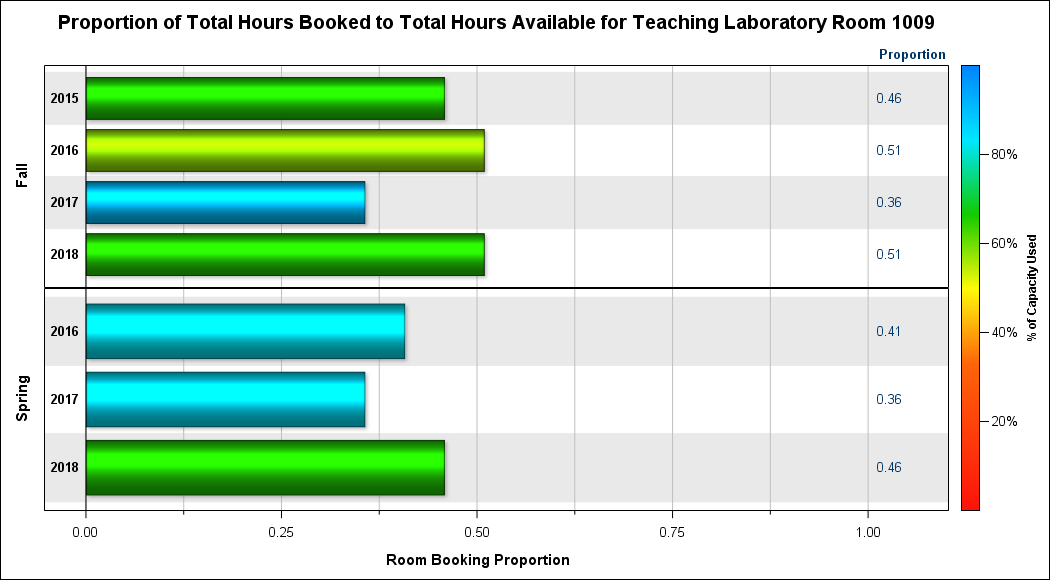 Proportion of Total Hours Booked to Total Hours Available for Teaching Laboratory Room 1009
Proportion
Fall
2015 0.46
2016 0.51
2017 0.36
2018 0.51
Spring
2016 0.41
2017 0.36
2018 0.46
0.00 0.25 0.50 0.75 1.00
Room Booking Proportion
80%
60%
40%
20%
% of Capacity Used